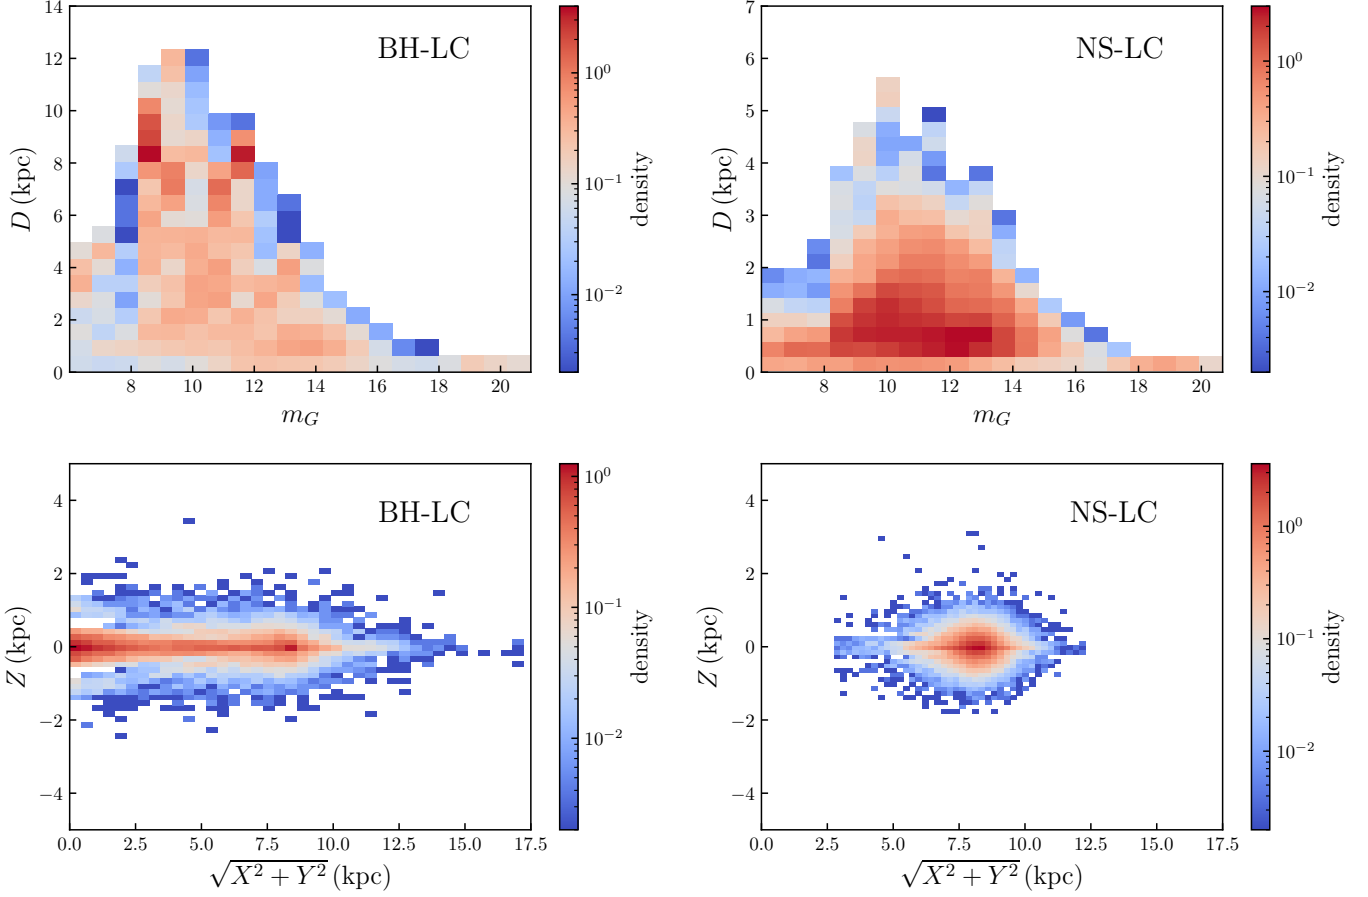 14
12
10
8
6
4
2
0
D (kpc)
BH-LC
8 10 12 14 16 18 20
m_G
10^0
10^{-1}
10^{-2}
density
7
6
5
4
3
2
1
0
D (kpc)
NS-LC
8 10 12 14 16 18 20
m_G
10^0
10^{-1}
10^{-2}
density
4
2
0
−2
−4
Z (kpc)
BH-LC
0.0 2.5 5.0 7.5 10.0 12.5 15.0 17.5
√(X^2 + Y^2) (kpc)
10^0
10^{-1}
10^{-2}
density
4
2
0
−2
−4
Z (kpc)
NS-LC
0.0 2.5 5.0 7.5 10.0 12.5 15.0 17.5
√(X^2 + Y^2) (kpc)
10^0
10^{-1}
10^{-2}
density